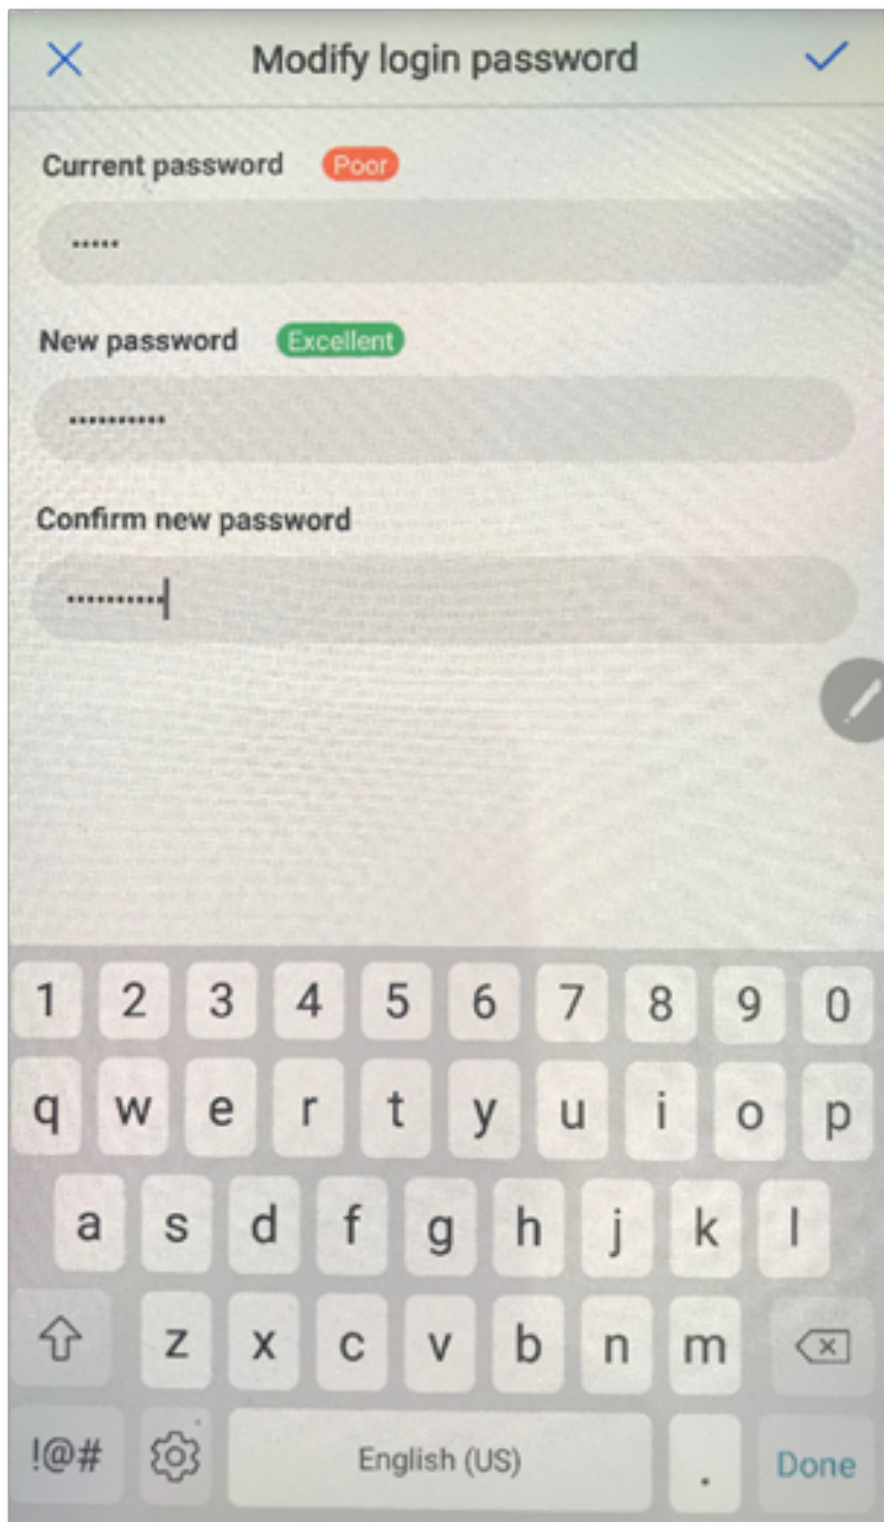 Modify login password
Current password Poor
•••••
New password Excellent
••••••••••
Confirm new password
••••••••••
1 2 3 4 5 6 7 8 9 0
q w e r t y u i o p
a s d f g h j k l
z x c v b n m
!@# English (US) . Done